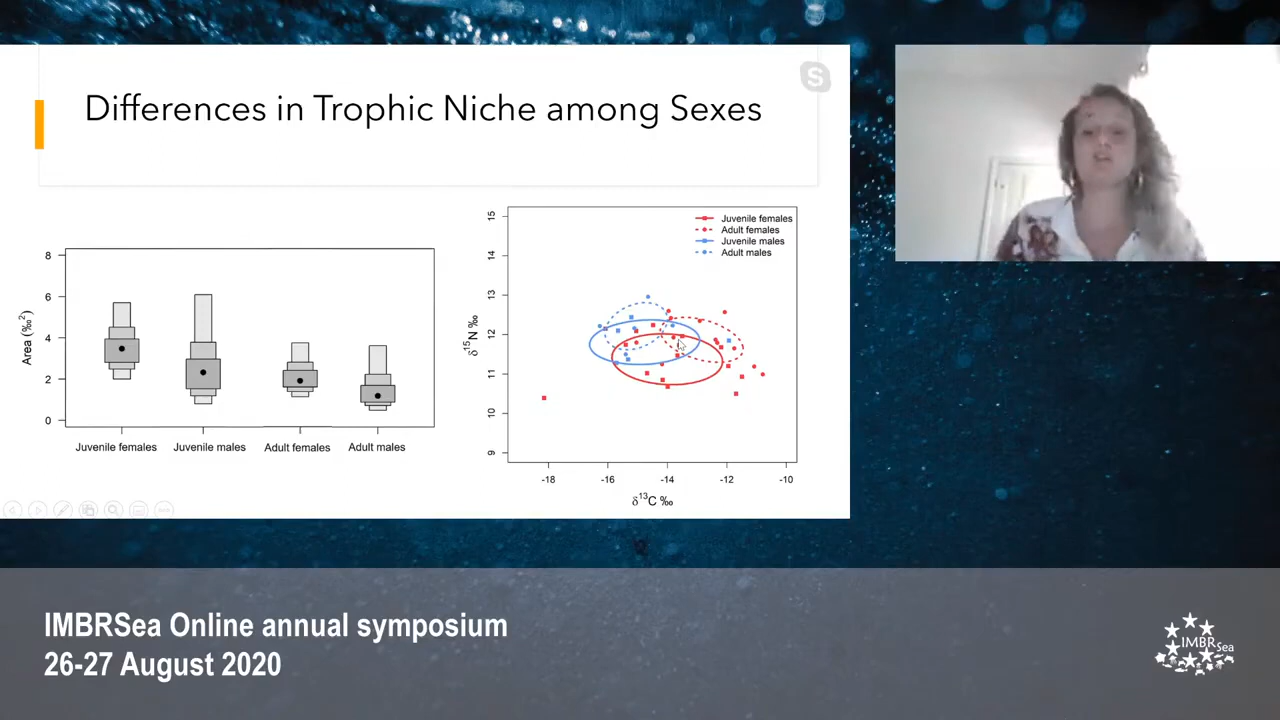 Differences in Trophic Niche among Sexes
8
6
4
2
0
Area (‰²)
Juvenile females
Juvenile males
Adult females
Adult males
15
14
13
12
11
10
9
δ¹⁵N ‰
Juvenile females
Adult females
Juvenile males
Adult males
-18
-16
-14
-12
-10
δ¹³C ‰
IMBRSea Online annual symposium
26-27 August 2020
IMBRSea